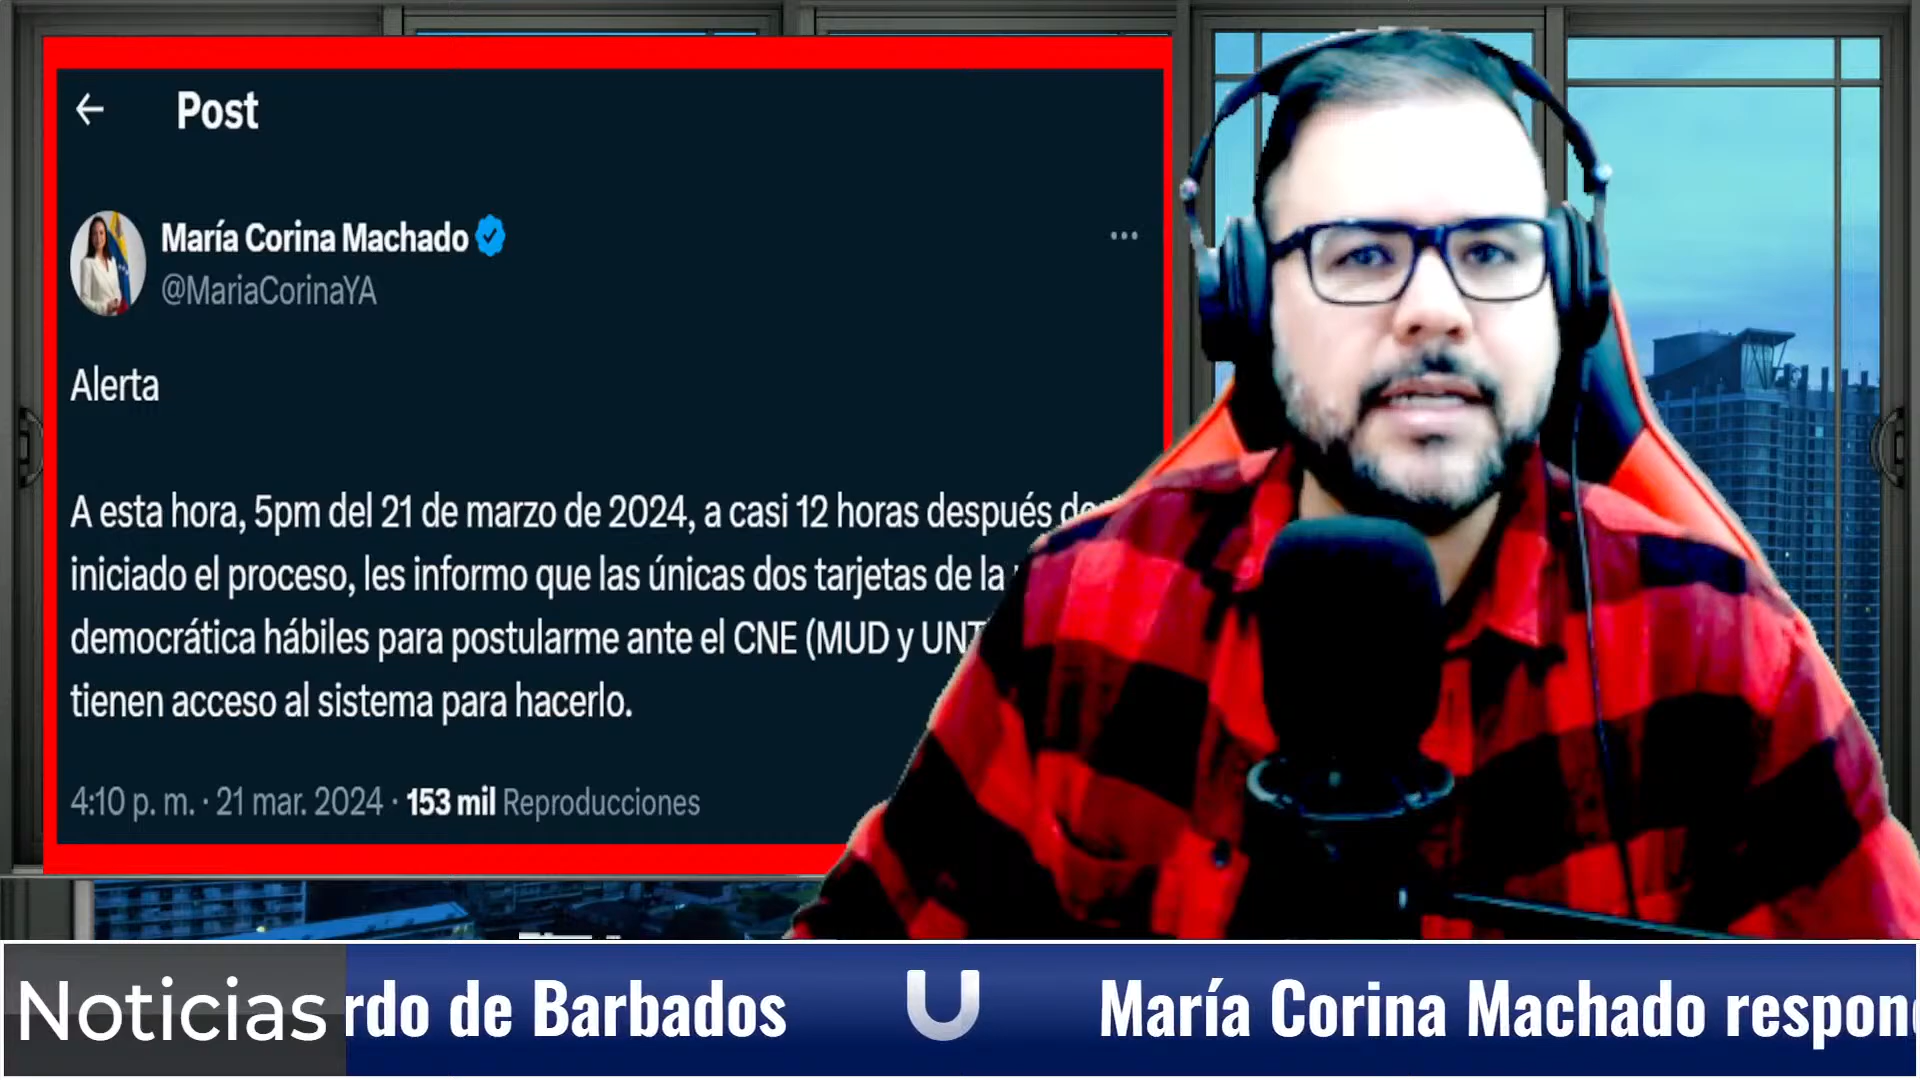 Post
María Corina Machado
@MariaCorinaYA
Alerta
A esta hora, 5pm del 21 de marzo de 2024, a casi 12 horas después de
iniciado el proceso, les informo que las únicas dos tarjetas de la
democrática hábiles para postularme ante el CNE (MUD y UNT
tienen acceso al sistema para hacerlo.
4:10 p. m. · 21 mar. 2024 · 153 mil Reproducciones
Noticias rdo de Barbados U María Corina Machado respon